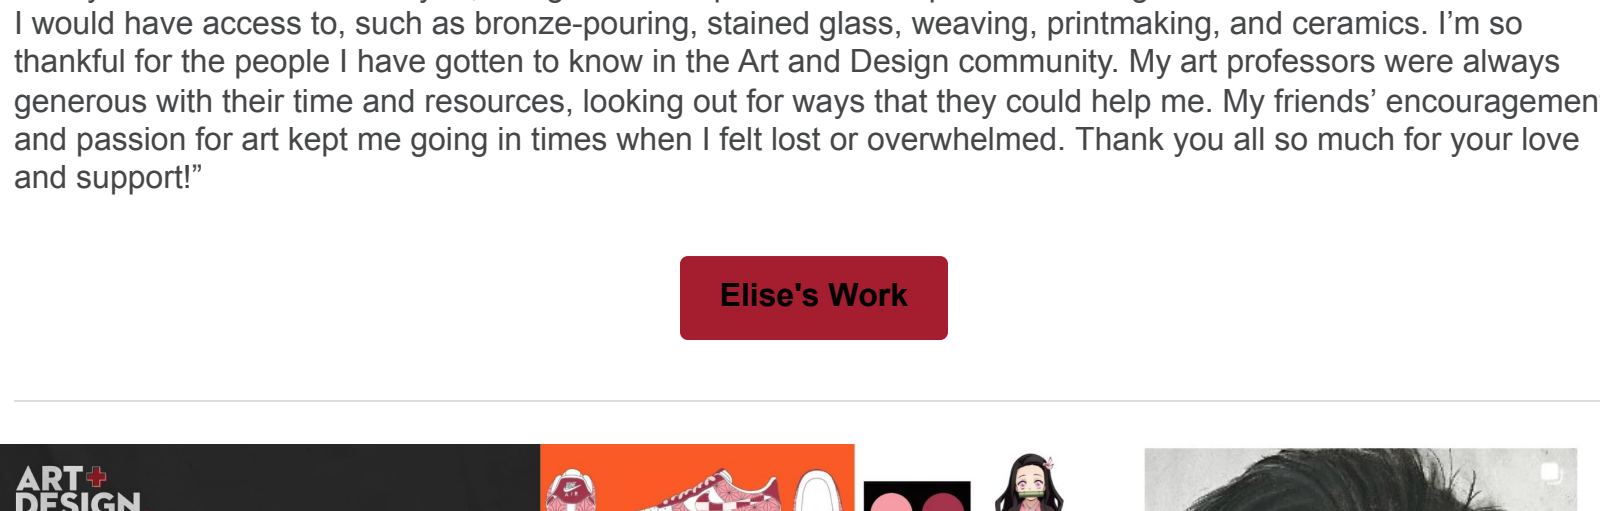 I would have access to, such as bronze-pouring, stained glass, weaving, printmaking, and ceramics. I’m so
thankful for the people I have gotten to know in the Art and Design community. My art professors were always
generous with their time and resources, looking out for ways that they could help me. My friends’ encouragement
and passion for art kept me going in times when I felt lost or overwhelmed. Thank you all so much for your love
and support!”
Elise's Work
ART+
DESIGN
AIR